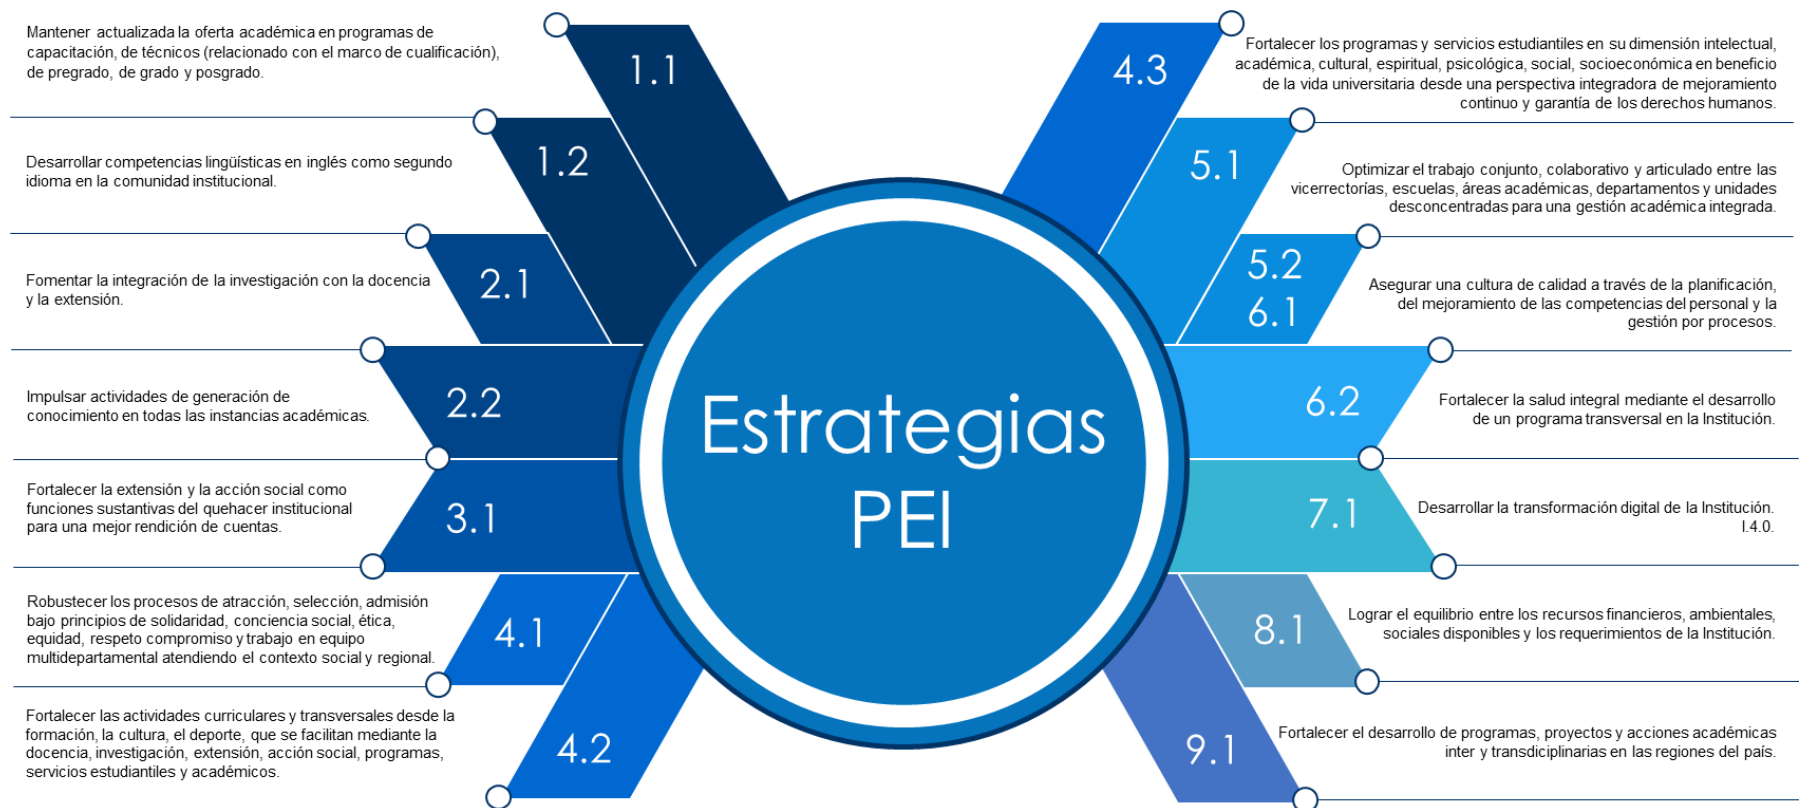 Mantener actualizada la oferta académica en programas de
capacitación, de técnicos (relacionado con el marco de cualificación),
de pregrado, de grado y posgrado.
1.1
Desarrollar competencias lingüísticas en inglés como segundo
idioma en la comunidad institucional.
1.2
Fomentar la integración de la investigación con la docencia
y la extensión.
2.1
Impulsar actividades de generación de
conocimiento en todas las instancias académicas.
2.2
Fortalecer la extensión y la acción social como
funciones sustantivas del quehacer institucional
para una mejor rendición de cuentas.
3.1
Robustecer los procesos de atracción, selección, admisión
bajo principios de solidaridad, conciencia social, ética,
equidad, respeto compromiso y trabajo en equipo
multidepartamental atendiendo el contexto social y regional.
4.1
Fortalecer las actividades curriculares y transversales desde la
formación, la cultura, el deporte, que se facilitan mediante la
docencia, investigación, extensión, acción social, programas,
servicios estudiantiles y académicos.
4.2
Estrategias
PEI
4.3
Fortalecer los programas y servicios estudiantiles en su dimensión intelectual,
académica, cultural, espiritual, psicológica, social, socioeconómica en beneficio
de la vida universitaria desde una perspectiva integradora de mejoramiento
continuo y garantía de los derechos humanos.
5.1
Optimizar el trabajo conjunto, colaborativo y articulado entre las
vicerrectorías, escuelas, áreas académicas, departamentos y unidades
desconcentradas para una gestión académica integrada.
5.2
6.1
Asegurar una cultura de calidad a través de la planificación,
del mejoramiento de las competencias del personal y la
gestión por procesos.
6.2
Fortalecer la salud integral mediante el desarrollo
de un programa transversal en la Institución.
7.1
Desarrollar la transformación digital de la Institución.
I.4.0.
8.1
Lograr el equilibrio entre los recursos financieros, ambientales,
sociales disponibles y los requerimientos de la Institución.
9.1
Fortalecer el desarrollo de programas, proyectos y acciones académicas
inter y transdiciplinarias en las regiones del país.